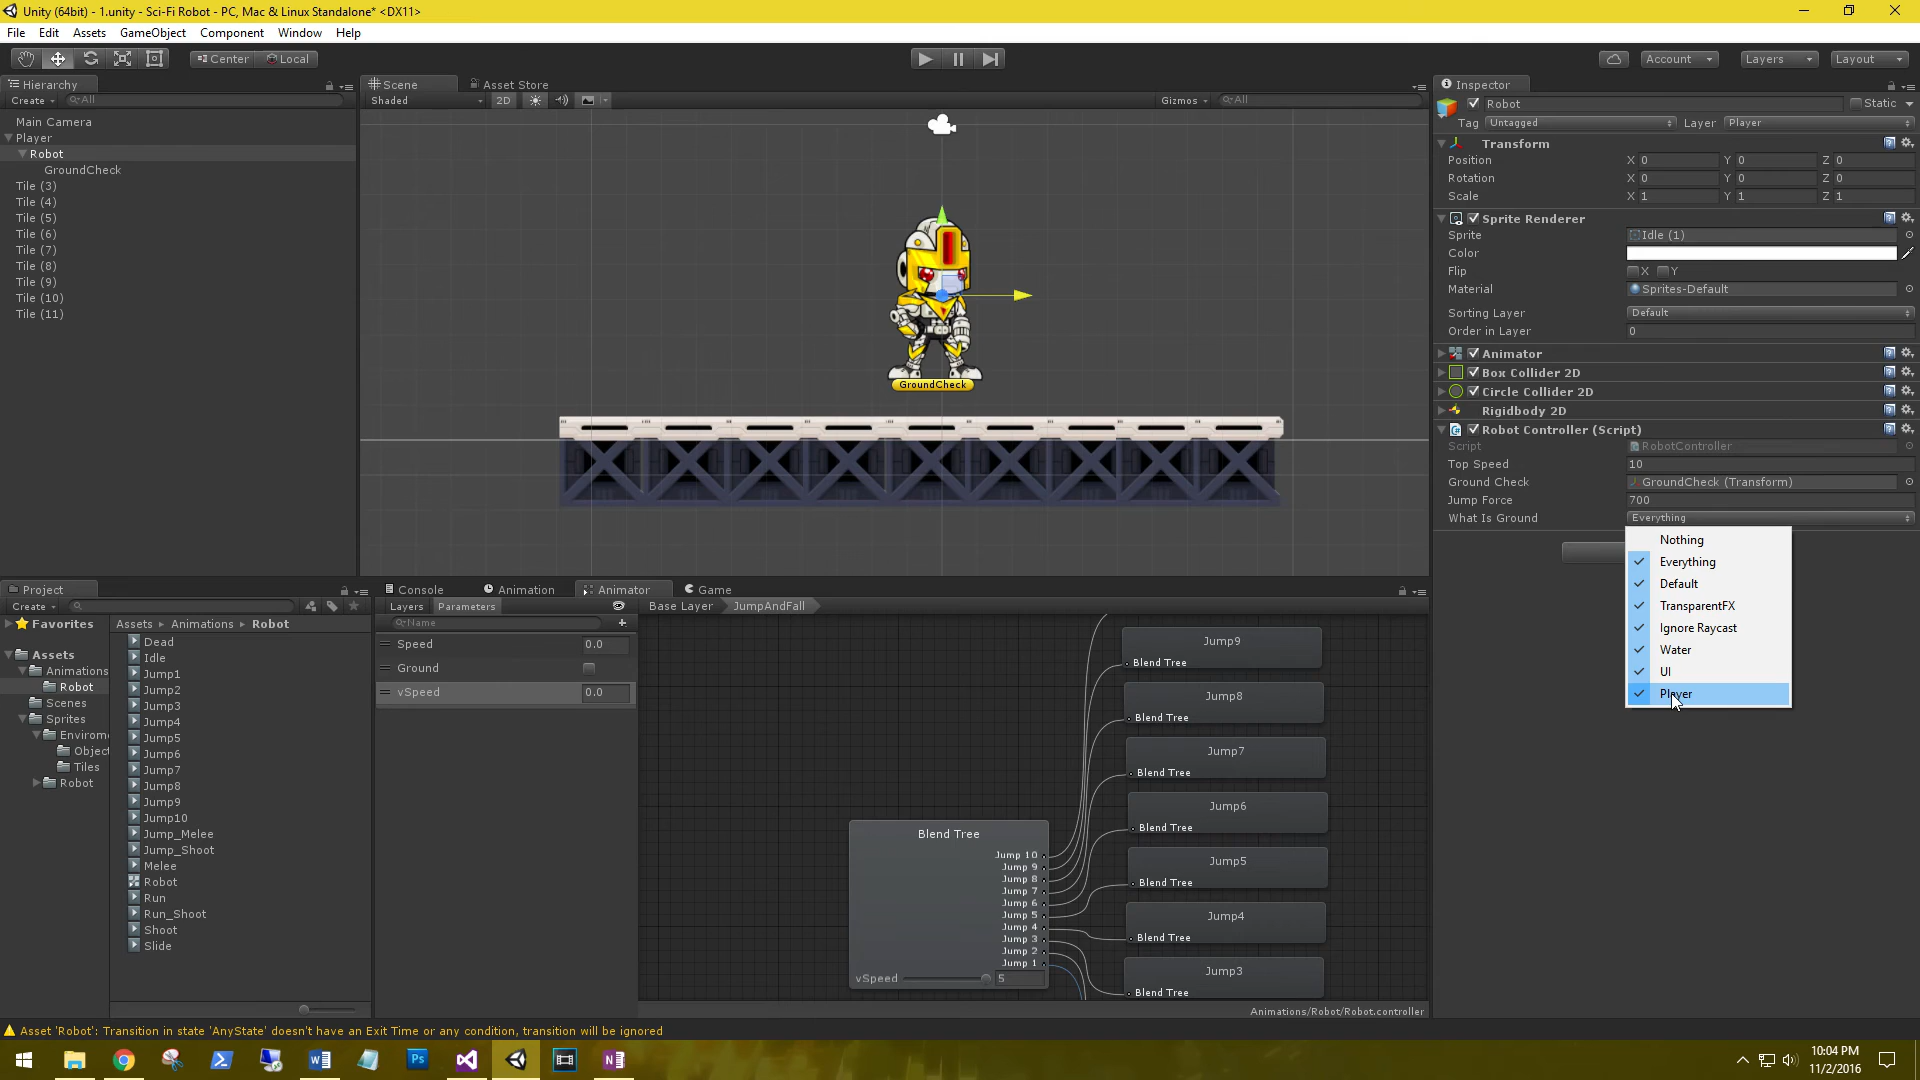 Unity (64bit) - 1.unity - Sci-Fi Robot - PC, Mac & Linux Standalone* <DX11>
File Edit Assets GameObject Component Window Help
Center Local
Account Layers Layout
Hierarchy
Create All
Main Camera
Player
Robot
GroundCheck
Tile (3)
Tile (4)
Tile (5)
Tile (6)
Tile (7)
Tile (8)
Tile (9)
Tile (10)
Tile (11)
Scene Asset Store
Shaded 2D Gizmos All
GroundCheck
Inspector
Robot Static
Tag Untagged Layer Player
Transform
Position X 0 Y 0 Z 0
Rotation X 0 Y 0 Z 0
Scale X 1 Y 1 Z 1
Sprite Renderer
Sprite Idle (1)
Color
Flip X Y
Material Sprites-Default
Sorting Layer Default
Order in Layer 0
Animator
Box Collider 2D
Circle Collider 2D
Rigidbody 2D
Robot Controller (Script)
Script RobotController
Top Speed 10
Ground Check GroundCheck (Transform)
Jump Force 700
What Is Ground Everything
Nothing
Everything
Default
TransparentFX
Ignore Raycast
Water
UI
Player
Project
Create
Favorites
Assets
Animations
Robot
Scenes
Sprites
Envirom
Object
Tiles
Robot
Assets Animations Robot
Dead
Idle
Jump1
Jump2
Jump3
Jump4
Jump5
Jump6
Jump7
Jump8
Jump9
Jump10
Jump_Melee
Jump_Shoot
Melee
Robot
Run
Run_Shoot
Shoot
Slide
Console Animation Animator Game
Layers Parameters Base Layer JumpAndFall
Name
Speed 0.0
Ground
vSpeed 0.0
Blend Tree
Jump 10
Jump 9
Jump 8
Jump 7
Jump 6
Jump 5
Jump 4
Jump 3
Jump 2
Jump 1
vSpeed 5
Jump9
Blend Tree
Jump8
Blend Tree
Jump7
Blend Tree
Jump6
Blend Tree
Jump5
Blend Tree
Jump4
Blend Tree
Jump3
Blend Tree
Animations/Robot/Robot.controller
Asset 'Robot': Transition in state 'AnyState' doesn't have an Exit Time or any condition, transition will be ignored
10:04 PM
11/2/2016